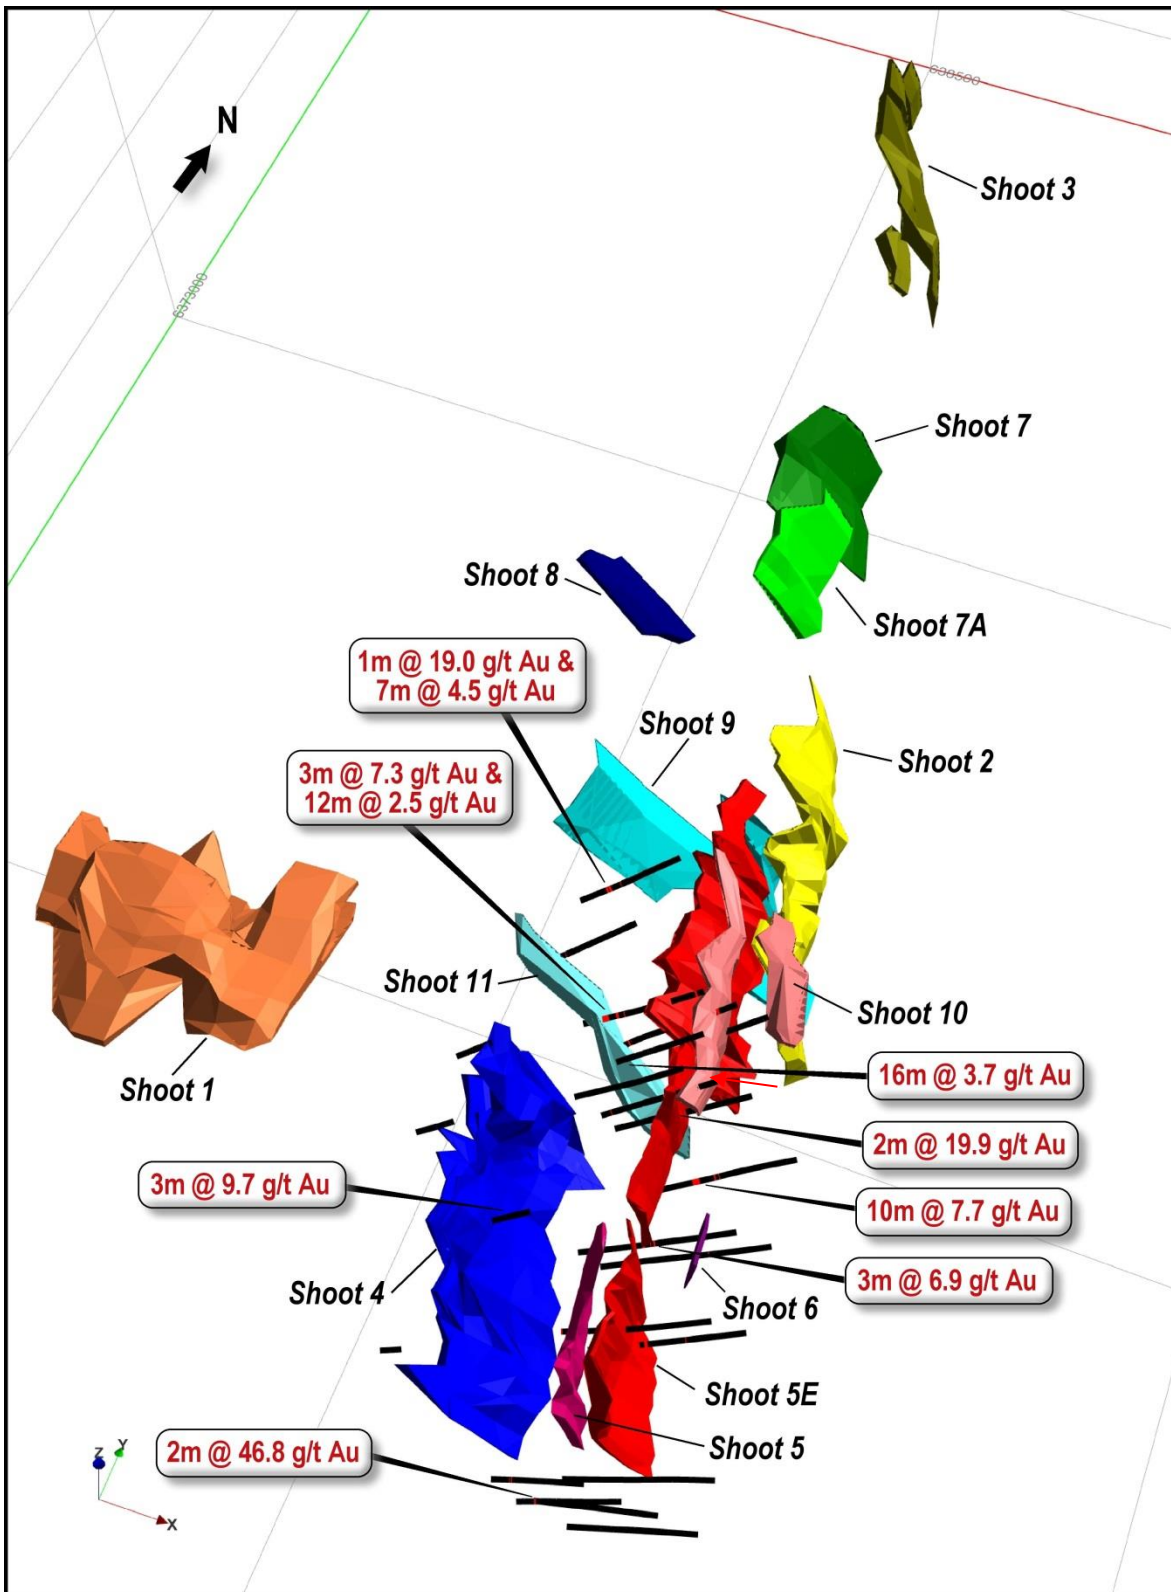 630500
N
Shoot 3
6373000
Shoot 7
Shoot 8
Shoot 7A
1m @ 19.0 g/t Au &
7m @ 4.5 g/t Au
Shoot 9
Shoot 2
3m @ 7.3 g/t Au &
12m @ 2.5 g/t Au
Shoot 11
Shoot 10
Shoot 1
16m @ 3.7 g/t Au
2m @ 19.9 g/t Au
3m @ 9.7 g/t Au
10m @ 7.7 g/t Au
3m @ 6.9 g/t Au
Shoot 4
Shoot 6
Shoot 5E
Shoot 5
2m @ 46.8 g/t Au
Z
Y
X